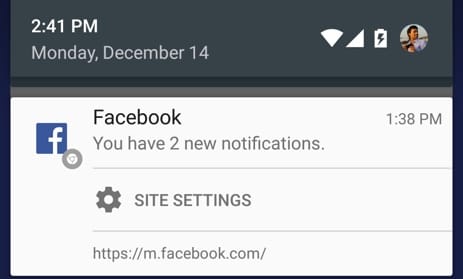 2:41 PM
Monday, December 14
Facebook 1:38 PM
You have 2 new notifications.
SITE SETTINGS
https://m.facebook.com/